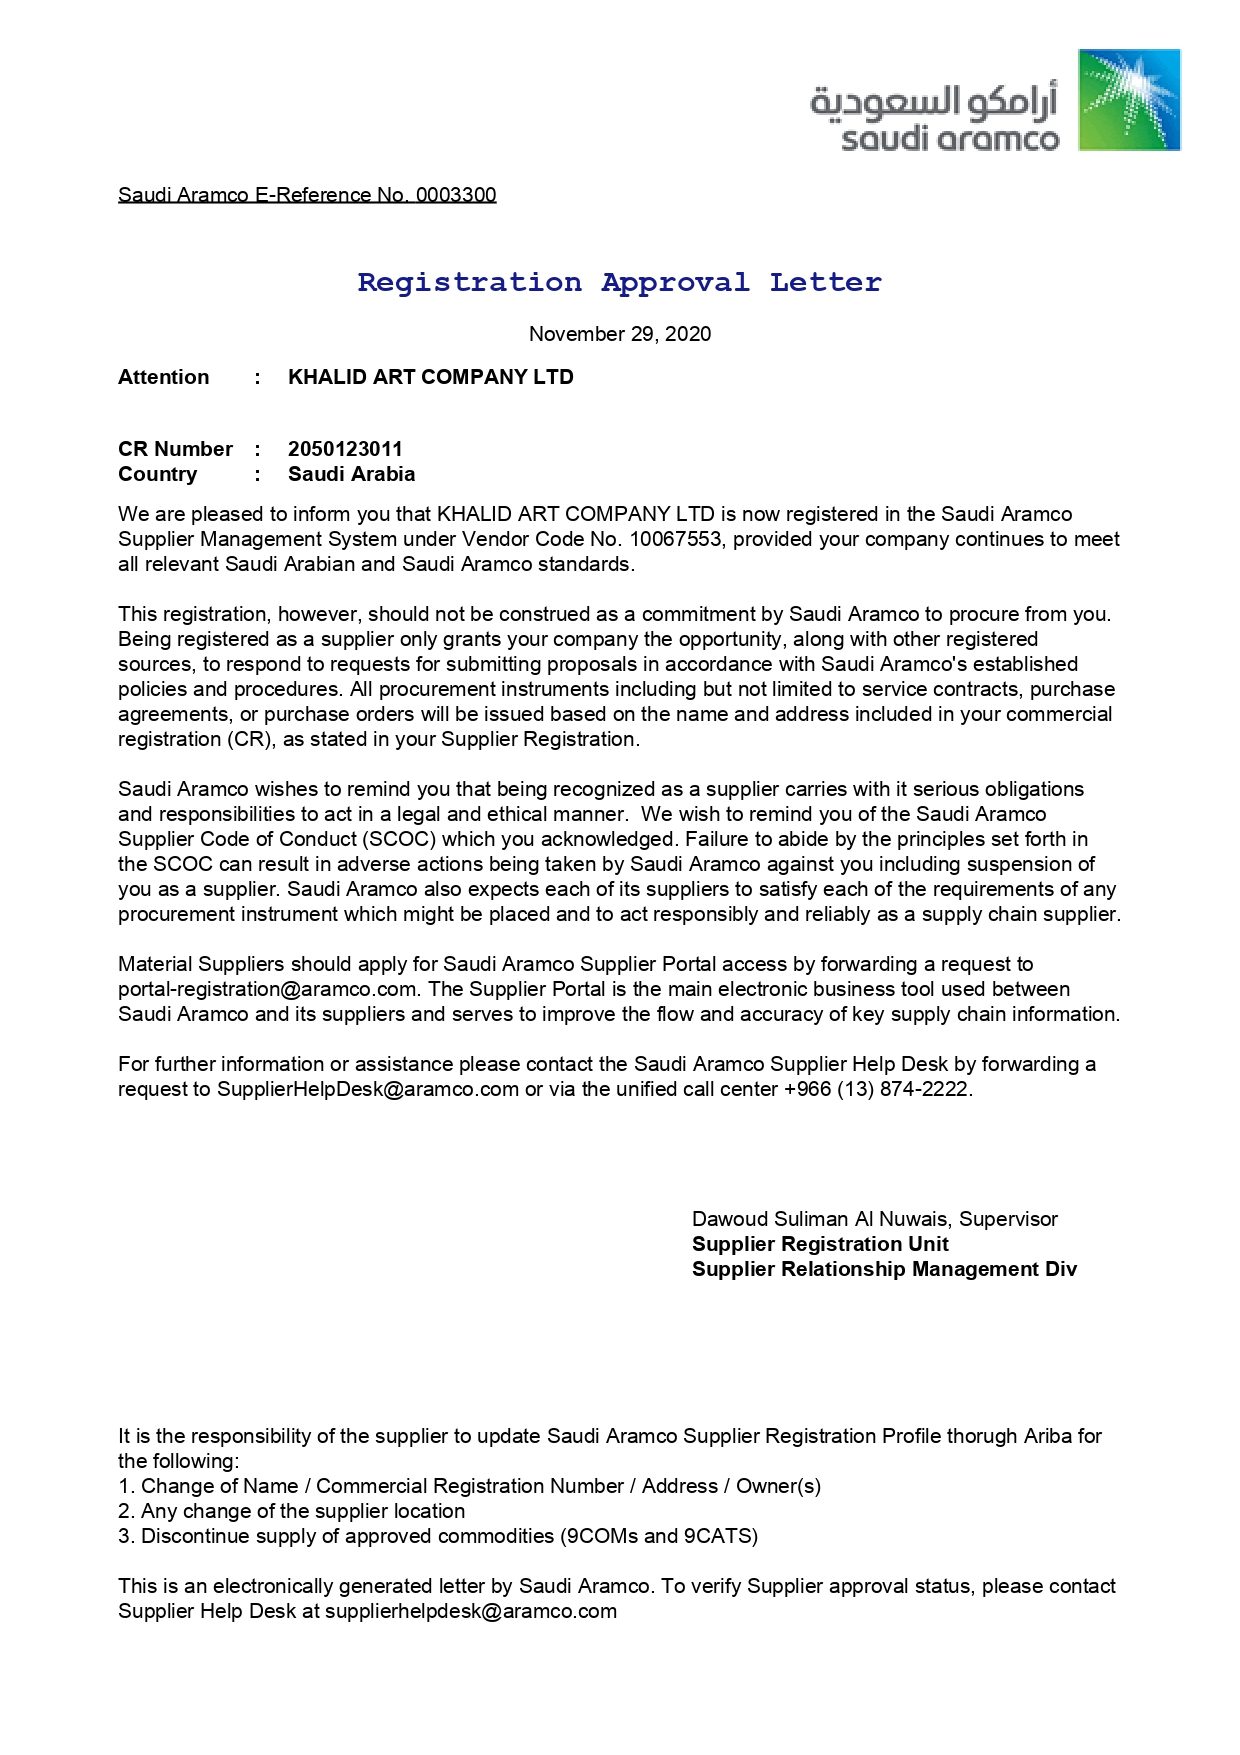 أرامكو السعودية
saudi aramco
Saudi Aramco E-Reference No. 0003300
Registration Approval Letter
November 29, 2020
Attention : KHALID ART COMPANY LTD
CR Number : 2050123011
Country : Saudi Arabia
We are pleased to inform you that KHALID ART COMPANY LTD is now registered in the Saudi Aramco
Supplier Management System under Vendor Code No. 10067553, provided your company continues to meet
all relevant Saudi Arabian and Saudi Aramco standards.
This registration, however, should not be construed as a commitment by Saudi Aramco to procure from you.
Being registered as a supplier only grants your company the opportunity, along with other registered
sources, to respond to requests for submitting proposals in accordance with Saudi Aramco's established
policies and procedures. All procurement instruments including but not limited to service contracts, purchase
agreements, or purchase orders will be issued based on the name and address included in your commercial
registration (CR), as stated in your Supplier Registration.
Saudi Aramco wishes to remind you that being recognized as a supplier carries with it serious obligations
and responsibilities to act in a legal and ethical manner.  We wish to remind you of the Saudi Aramco
Supplier Code of Conduct (SCOC) which you acknowledged. Failure to abide by the principles set forth in
the SCOC can result in adverse actions being taken by Saudi Aramco against you including suspension of
you as a supplier. Saudi Aramco also expects each of its suppliers to satisfy each of the requirements of any
procurement instrument which might be placed and to act responsibly and reliably as a supply chain supplier.
Material Suppliers should apply for Saudi Aramco Supplier Portal access by forwarding a request to
portal-registration@aramco.com. The Supplier Portal is the main electronic business tool used between
Saudi Aramco and its suppliers and serves to improve the flow and accuracy of key supply chain information.
For further information or assistance please contact the Saudi Aramco Supplier Help Desk by forwarding a
request to SupplierHelpDesk@aramco.com or via the unified call center +966 (13) 874-2222.
Dawoud Suliman Al Nuwais, Supervisor
Supplier Registration Unit
Supplier Relationship Management Div
It is the responsibility of the supplier to update Saudi Aramco Supplier Registration Profile thorugh Ariba for
the following:
1. Change of Name / Commercial Registration Number / Address / Owner(s)
2. Any change of the supplier location
3. Discontinue supply of approved commodities (9COMs and 9CATS)
This is an electronically generated letter by Saudi Aramco. To verify Supplier approval status, please contact
Supplier Help Desk at supplierhelpdesk@aramco.com